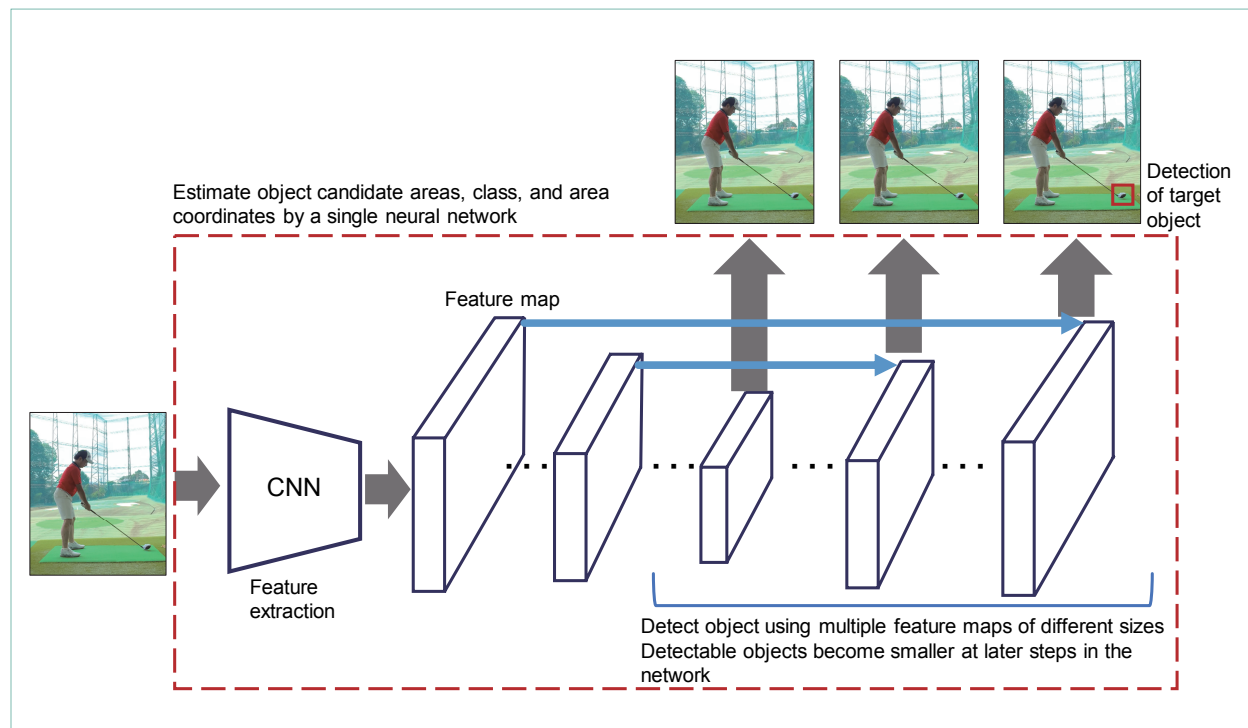 Estimate object candidate areas, class, and area
coordinates by a single neural network
Detection
of target
object
Feature map
CNN
Feature
extraction
Detect object using multiple feature maps of different sizes
Detectable objects become smaller at later steps in the
network